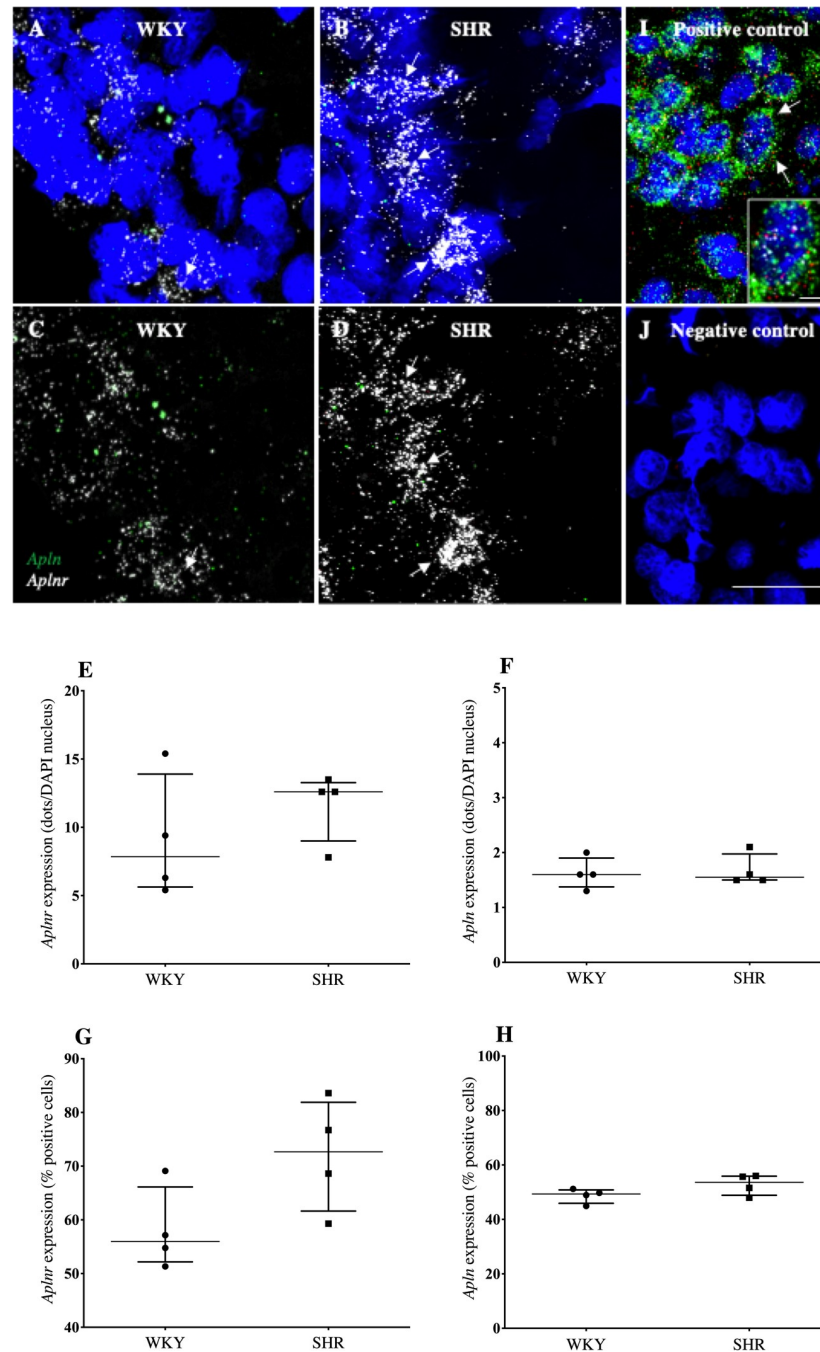 A WKY
B SHR
I Positive control
C WKY
D SHR
J Negative control
Apln
Aplnr
E
20
15
10
5
0
Aplnr expression (dots/DAPI nucleus)
WKY SHR
F
5
4
3
2
1
0
Apln expression (dots/DAPI nucleus)
WKY SHR
G
90
80
70
60
50
40
Aplnr expression (% positive cells)
WKY SHR
H
100
80
60
40
20
0
Apln expression (% positive cells)
WKY SHR